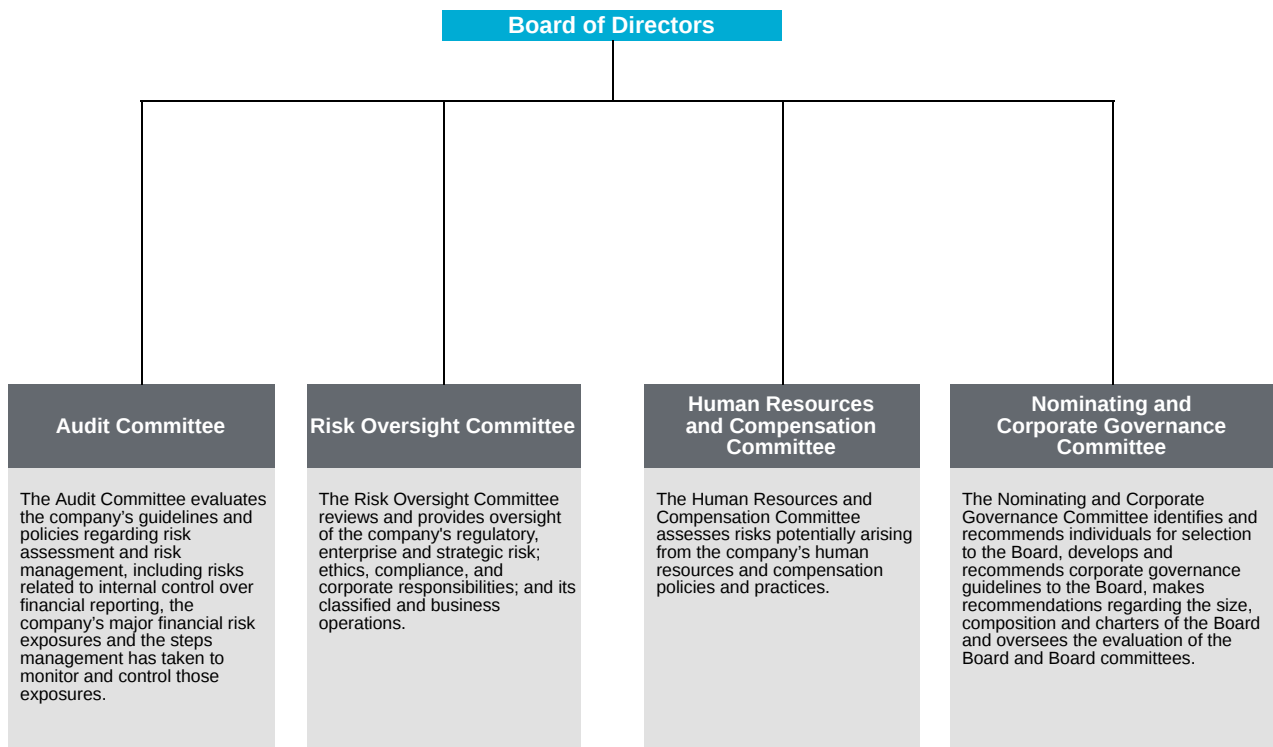 Board of Directors
Audit Committee
The Audit Committee evaluates
the company’s guidelines and
policies regarding risk
assessment and risk
management, including risks
related to internal control over
financial reporting, the
company’s major financial risk
exposures and the steps
management has taken to
monitor and control those
exposures.
Risk Oversight Committee
The Risk Oversight Committee
reviews and provides oversight
of the company's regulatory,
enterprise and strategic risk;
ethics, compliance, and
corporate responsibilities; and its
classified and business
operations.
Human Resources
and Compensation
Committee
The Human Resources and
Compensation Committee
assesses risks potentially arising
from the company’s human
resources and compensation
policies and practices.
Nominating and
Corporate Governance
Committee
The Nominating and Corporate
Governance Committee identifies and
recommends individuals for selection
to the Board, develops and
recommends corporate governance
guidelines to the Board, makes
recommendations regarding the size,
composition and charters of the Board
and oversees the evaluation of the
Board and Board committees.